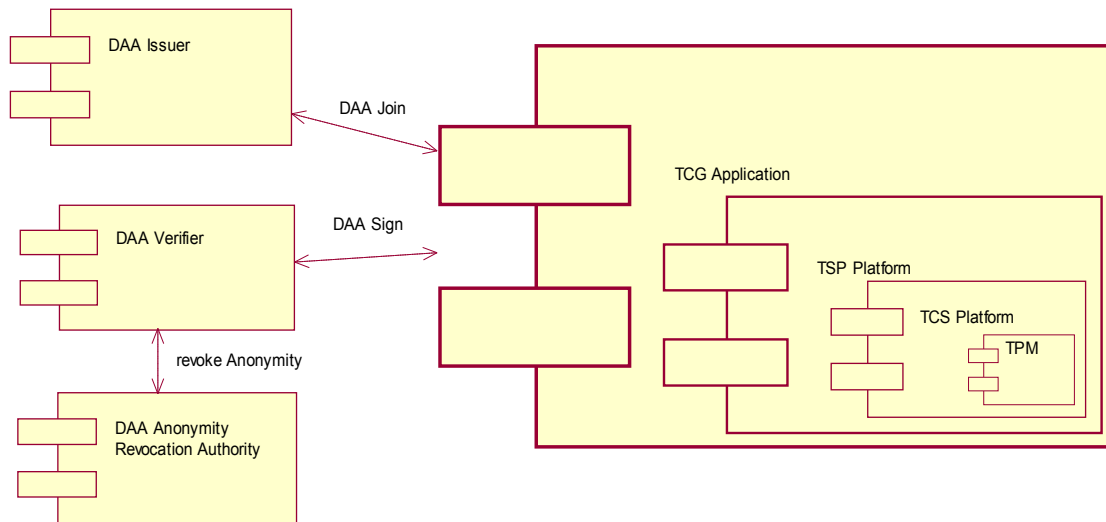 DAA Issuer
DAA Join
TCG Application
DAA Verifier
DAA Sign
TSP Platform
TCS Platform
TPM
revoke Anonymity
DAA Anonymity
Revocation Authority